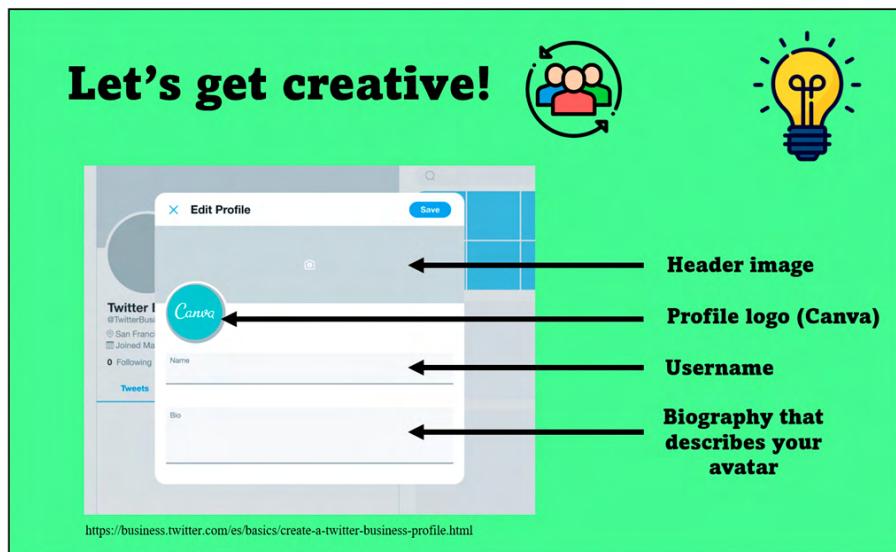 Let's get creative!
Edit Profile
Save
Canva
Twitter
@TwitterBusi
San Franci
Joined Ma
0 Following
Tweets
Name
Bio
Header image
Profile logo (Canva)
Username
Biography that
describes your
avatar
https://business.twitter.com/es/basics/create-a-twitter-business-profile.html